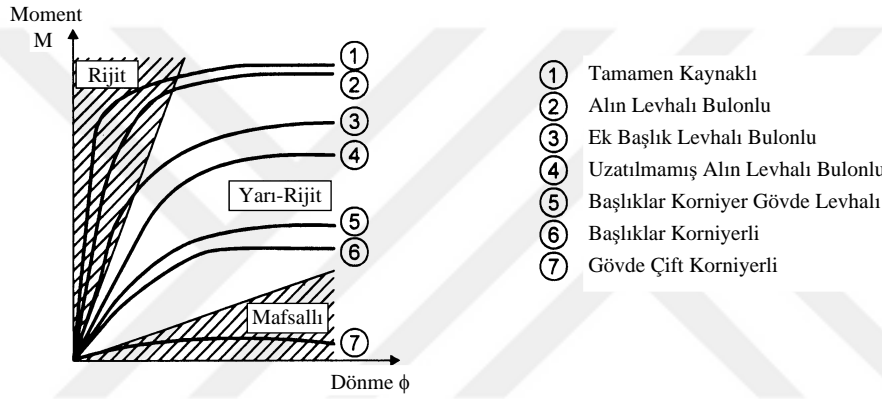 Moment
M
Rijit
1
2
3
4
Yarı-Rijit
5
6
Mafsallı
7
Dönme ϕ
1 Tamamen Kaynaklı
2 Alın Levhalı Bulonlu
3 Ek Başlık Levhalı Bulonlu
4 Uzatılmamış Alın Levhalı Bulonlu
5 Başlıklar Korniyer Gövde Levhalı
6 Başlıklar Korniyerli
7 Gövde Çift Korniyerli